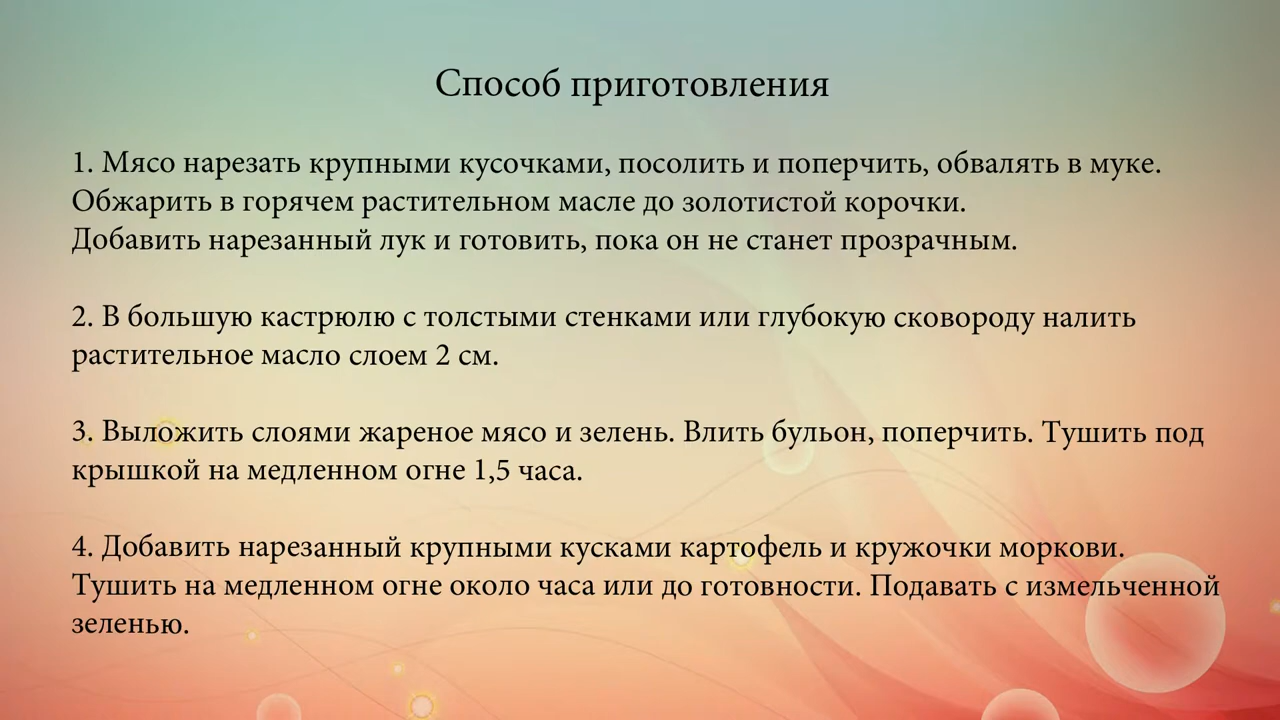 Способ приготовления
1. Мясо нарезать крупными кусочками, посолить и поперчить, обвалять в муке.
Обжарить в горячем растительном масле до золотистой корочки.
Добавить нарезанный лук и готовить, пока он не станет прозрачным.
2. В большую кастрюлю с толстыми стенками или глубокую сковороду налить
растительное масло слоем 2 см.
3. Выложить слоями жареное мясо и зелень. Влить бульон, поперчить. Тушить под
крышкой на медленном огне 1,5 часа.
4. Добавить нарезанный крупными кусками картофель и кружочки моркови.
Тушить на медленном огне около часа или до готовности. Подавать с измельченной
зеленью.